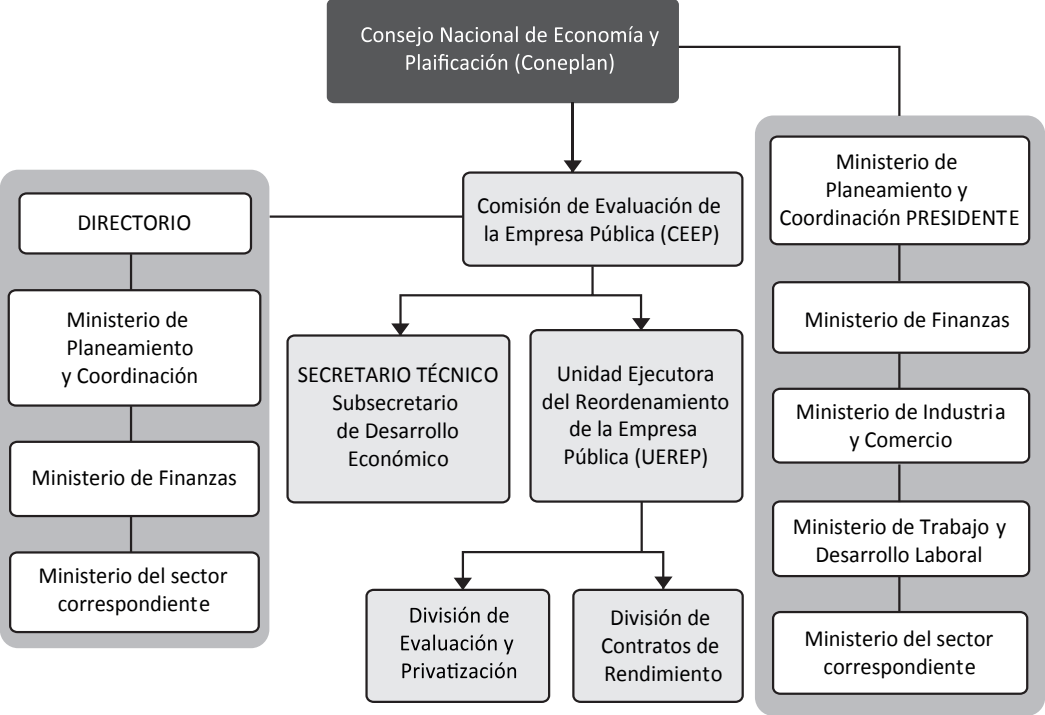 Consejo Nacional de Economía y
Plaificación (Coneplan)
Comisión de Evaluación de
la Empresa Pública (CEEP)
DIRECTORIO
Ministerio de
Planeamiento
y Coordinación
Ministerio de Finanzas
Ministerio del sector
correspondiente
SECRETARIO TÉCNICO
Subsecretario
de Desarrollo
Económico
Unidad Ejecutora
del Reordenamiento
de la Empresa
Pública (UEREP)
División de
Evaluación y
Privatización
División de
Contratos de
Rendimiento
Ministerio de
Planeamiento y
Coordinación PRESIDENTE
Ministerio de Finanzas
Ministerio de Industria
y Comercio
Ministerio de Trabajo y
Desarrollo Laboral
Ministerio del sector
correspondiente